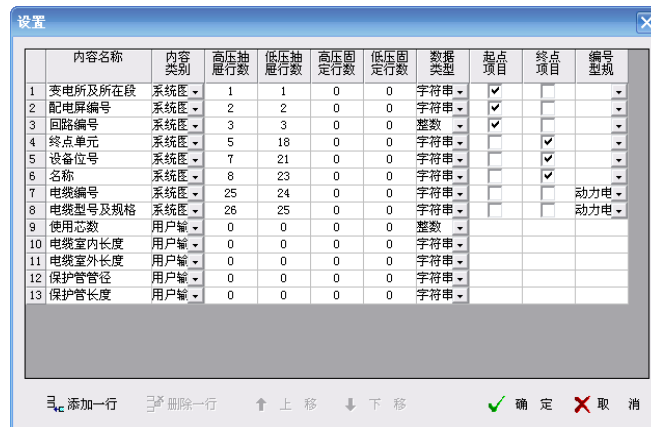 设置
内容名称 内容类别 高压抽屉行数 低压抽屉行数 高压固定行数 低压固定行数 数据类型 起点项目 终点项目 编号型规
1 变电所及所在段 系统图 1 1 0 0 字符串
2 配电屏编号 系统图 2 2 0 0 字符串
3 回路编号 系统图 3 3 0 0 整数
4 终点单元 系统图 5 18 0 0 字符串
5 设备位号 系统图 7 21 0 0 字符串
6 名称 系统图 8 23 0 0 字符串
7 电缆编号 系统图 25 24 0 0 字符串 动力电
8 电缆型号及规格 系统图 26 25 0 0 字符串 动力电
9 使用芯数 用户输 0 0 0 0 整数
10 电缆室内长度 用户输 0 0 0 0 字符串
11 电缆室外长度 用户输 0 0 0 0 字符串
12 保护管管径 用户输 0 0 0 0 字符串
13 保护管长度 用户输 0 0 0 0 字符串
添加一行 删除一行 上移 下移 确定 取消